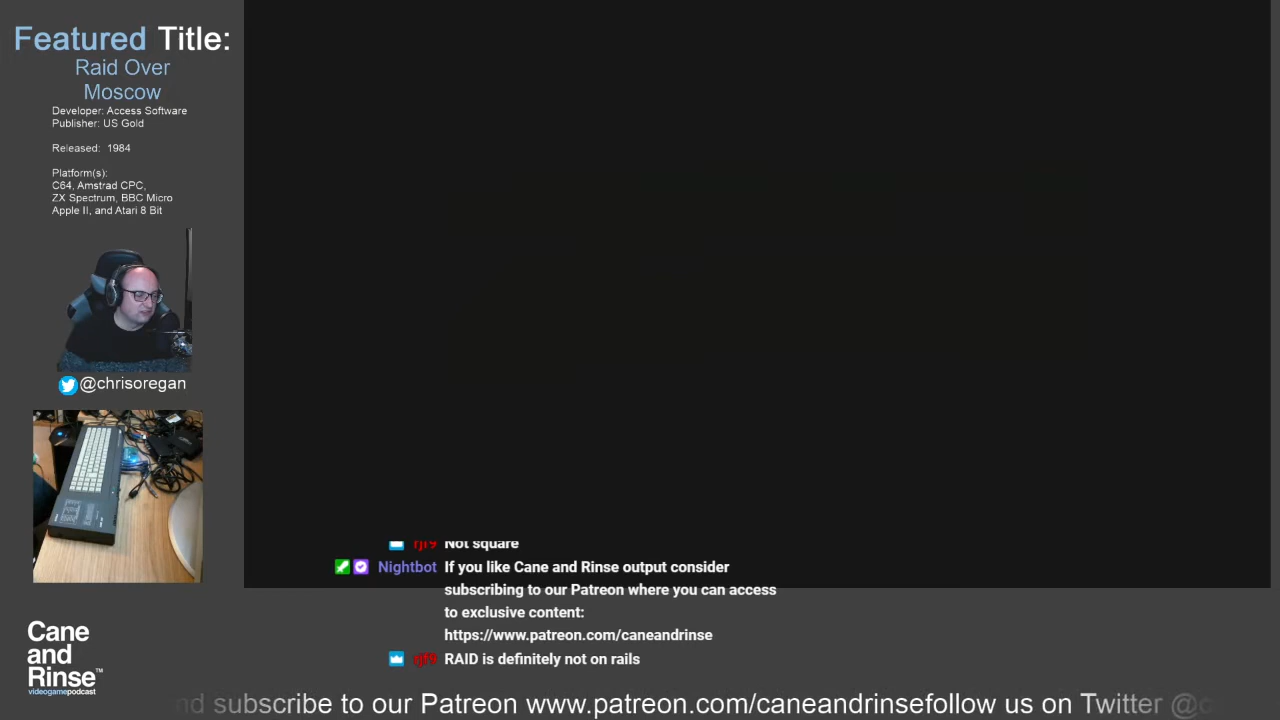 Featured Title:
Raid Over
Moscow
Developer: Access Software
Publisher: US Gold
Released: 1984
Platform(s):
C64, Amstrad CPC,
ZX Spectrum, BBC Micro
Apple II, and Atari 8 Bit
@chrisoregan
Not square
Nightbot If you like Cane and Rinse output consider
subscribing to our Patreon where you can access
to exclusive content:
https://www.patreon.com/caneandrinse
RAID is definitely not on rails
Cane
and
Rinse™
videogamepodcast
subscribe to our Patreon www.patreon.com/caneandrinsefollow us on Twitter